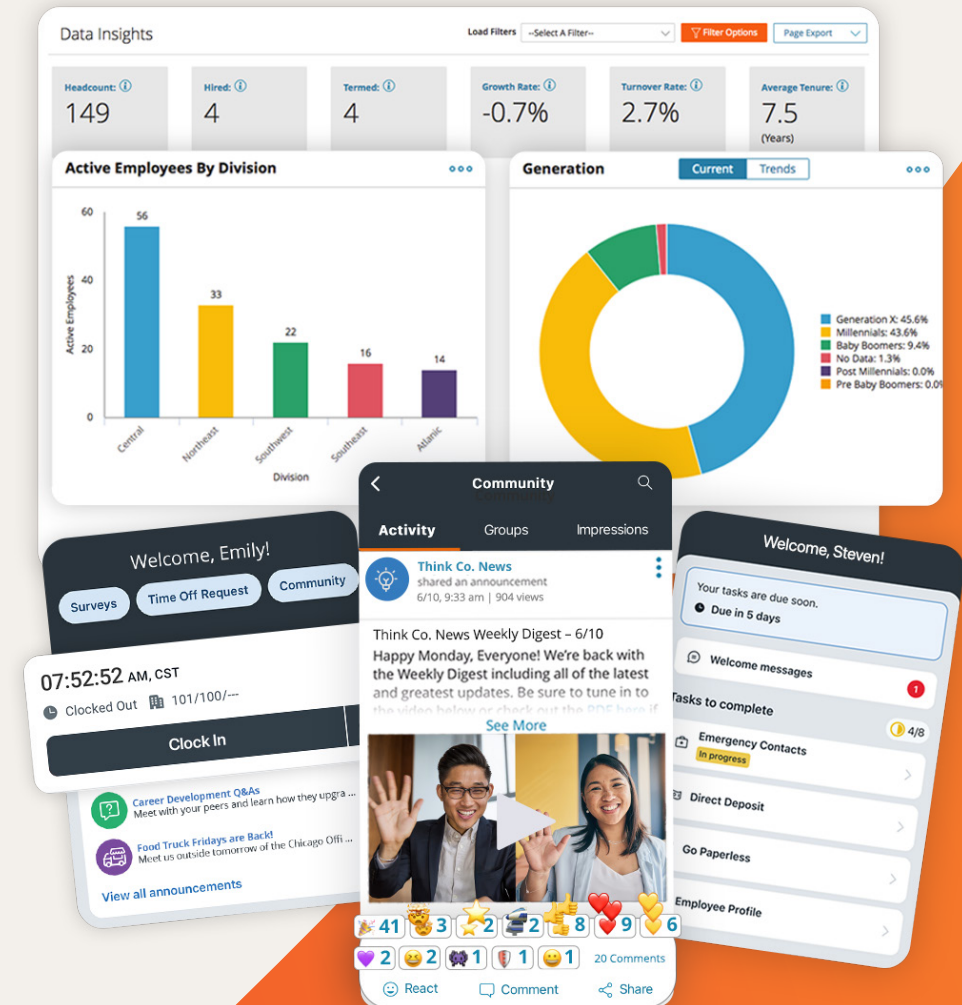 Data Insights
Load Filters
--Select A Filter--
Filter Options
Page Export
Headcount:
149
Hired:
4
Termed:
4
Growth Rate:
-0.7%
Turnover Rate:
2.7%
Average Tenure:
7.5
(Years)
Active Employees By Division
60
40
20
0
Active Employees
56
33
22
16
14
Central
Northeast
Southwest
Southeast
Atlanic
Division
Generation
Current
Trends
Generation X: 45.6%
Millennials: 43.6%
Baby Boomers: 9.4%
No Data: 1.3%
Post Millennials: 0.0%
Pre Baby Boomers: 0.0%
Welcome, Emily!
Surveys
Time Off Request
Community
07:52:52 AM, CST
Clocked Out 101/100/---
Clock In
Career Development Q&As
Meet with your peers and learn how they upgra ...
Food Truck Fridays are Back!
Meet us outside tomorrow of the Chicago Offi ...
View all announcements
Community
Activity
Groups
Impressions
Think Co. News
shared an announcement
6/10, 9:33 am | 904 views
Think Co. News Weekly Digest – 6/10
Happy Monday, Everyone! We're back with
the Weekly Digest including all of the latest
and greatest updates. Be sure to tune in to
the video below or check out the PDF here if
See More
41 3 2 2 8 9 6
2 2 1 1 1
20 Comments
React
Comment
Share
Welcome, Steven!
Your tasks are due soon.
Due in 5 days
Welcome messages
1
Tasks to complete
4/8
Emergency Contacts
In progress
Direct Deposit
Go Paperless
Employee Profile